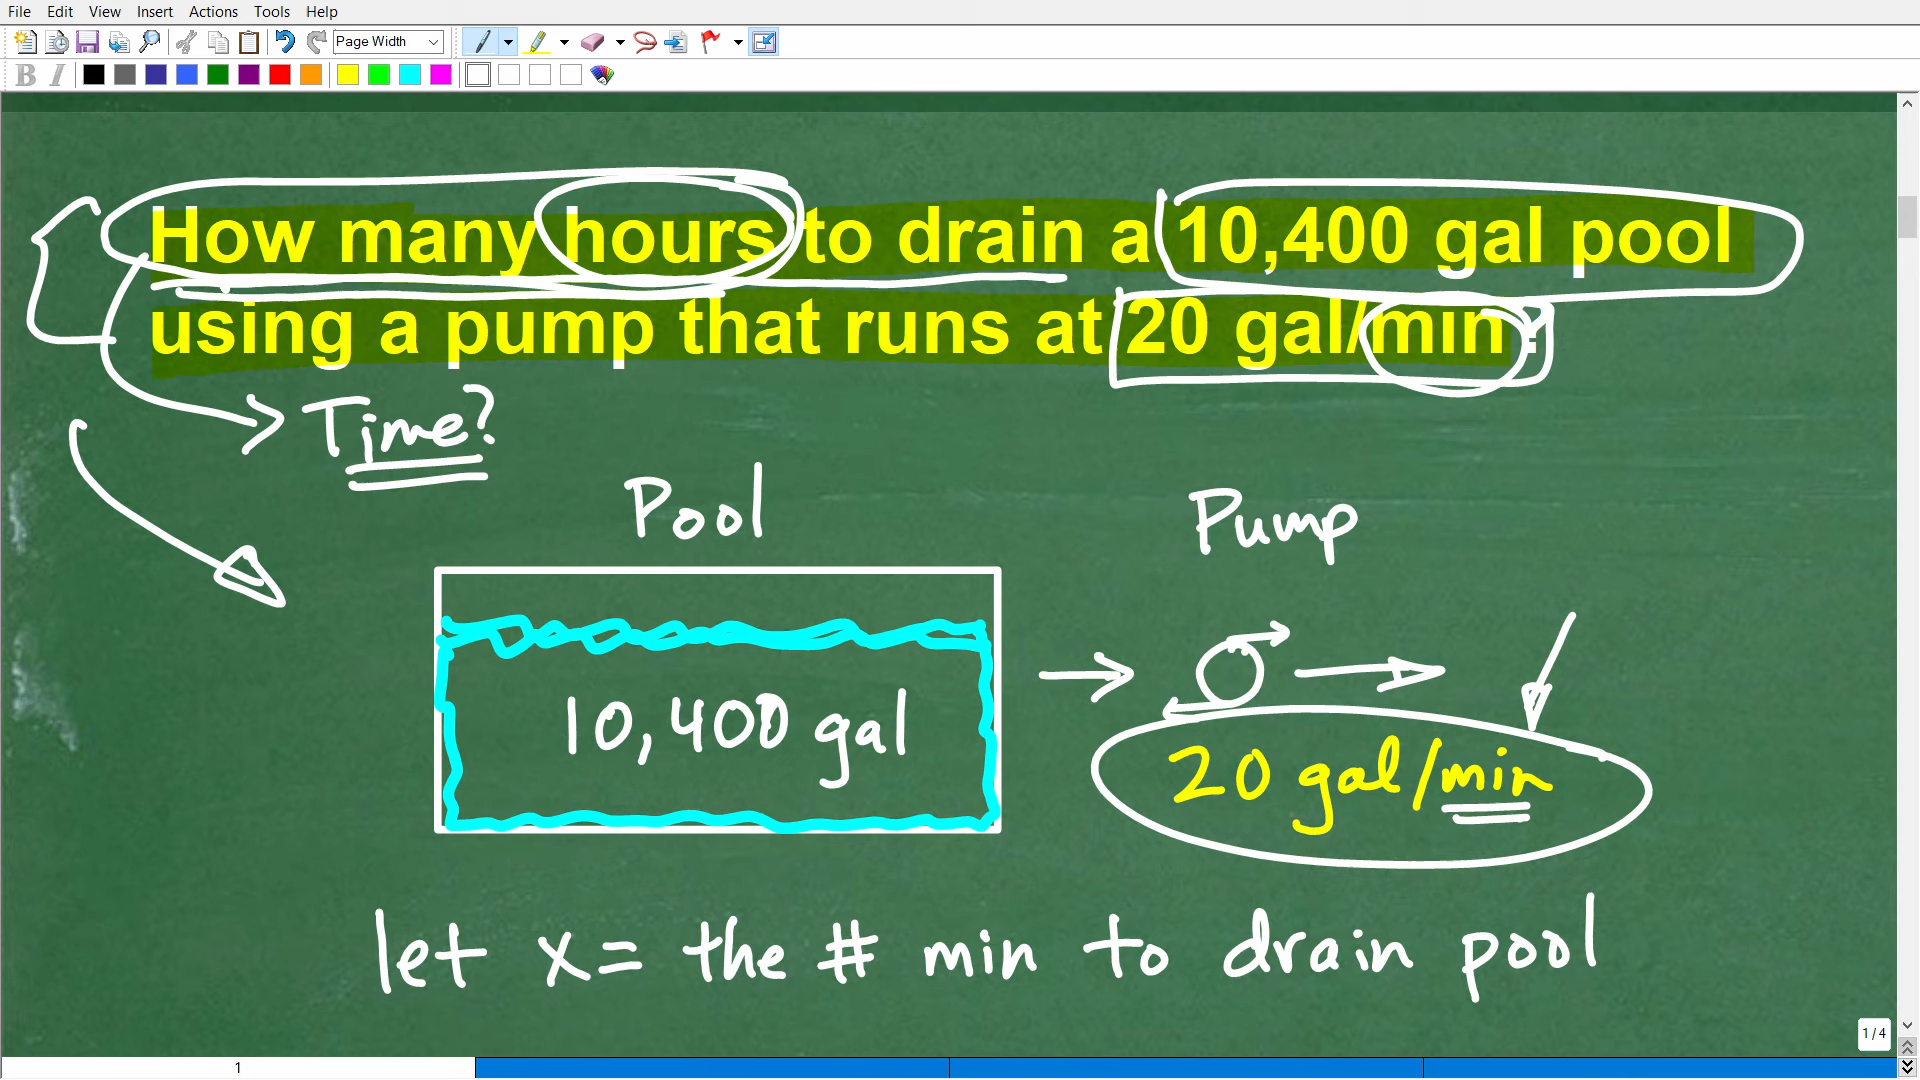 File Edit View Insert Actions Tools Help
Page Width
B I
How many hours to drain a 10,400 gal pool
using a pump that runs at 20 gal/min?
Time?
Pool
Pump
10,400 gal
20 gal/min
let x = the # min to drain pool
1 / 4
1